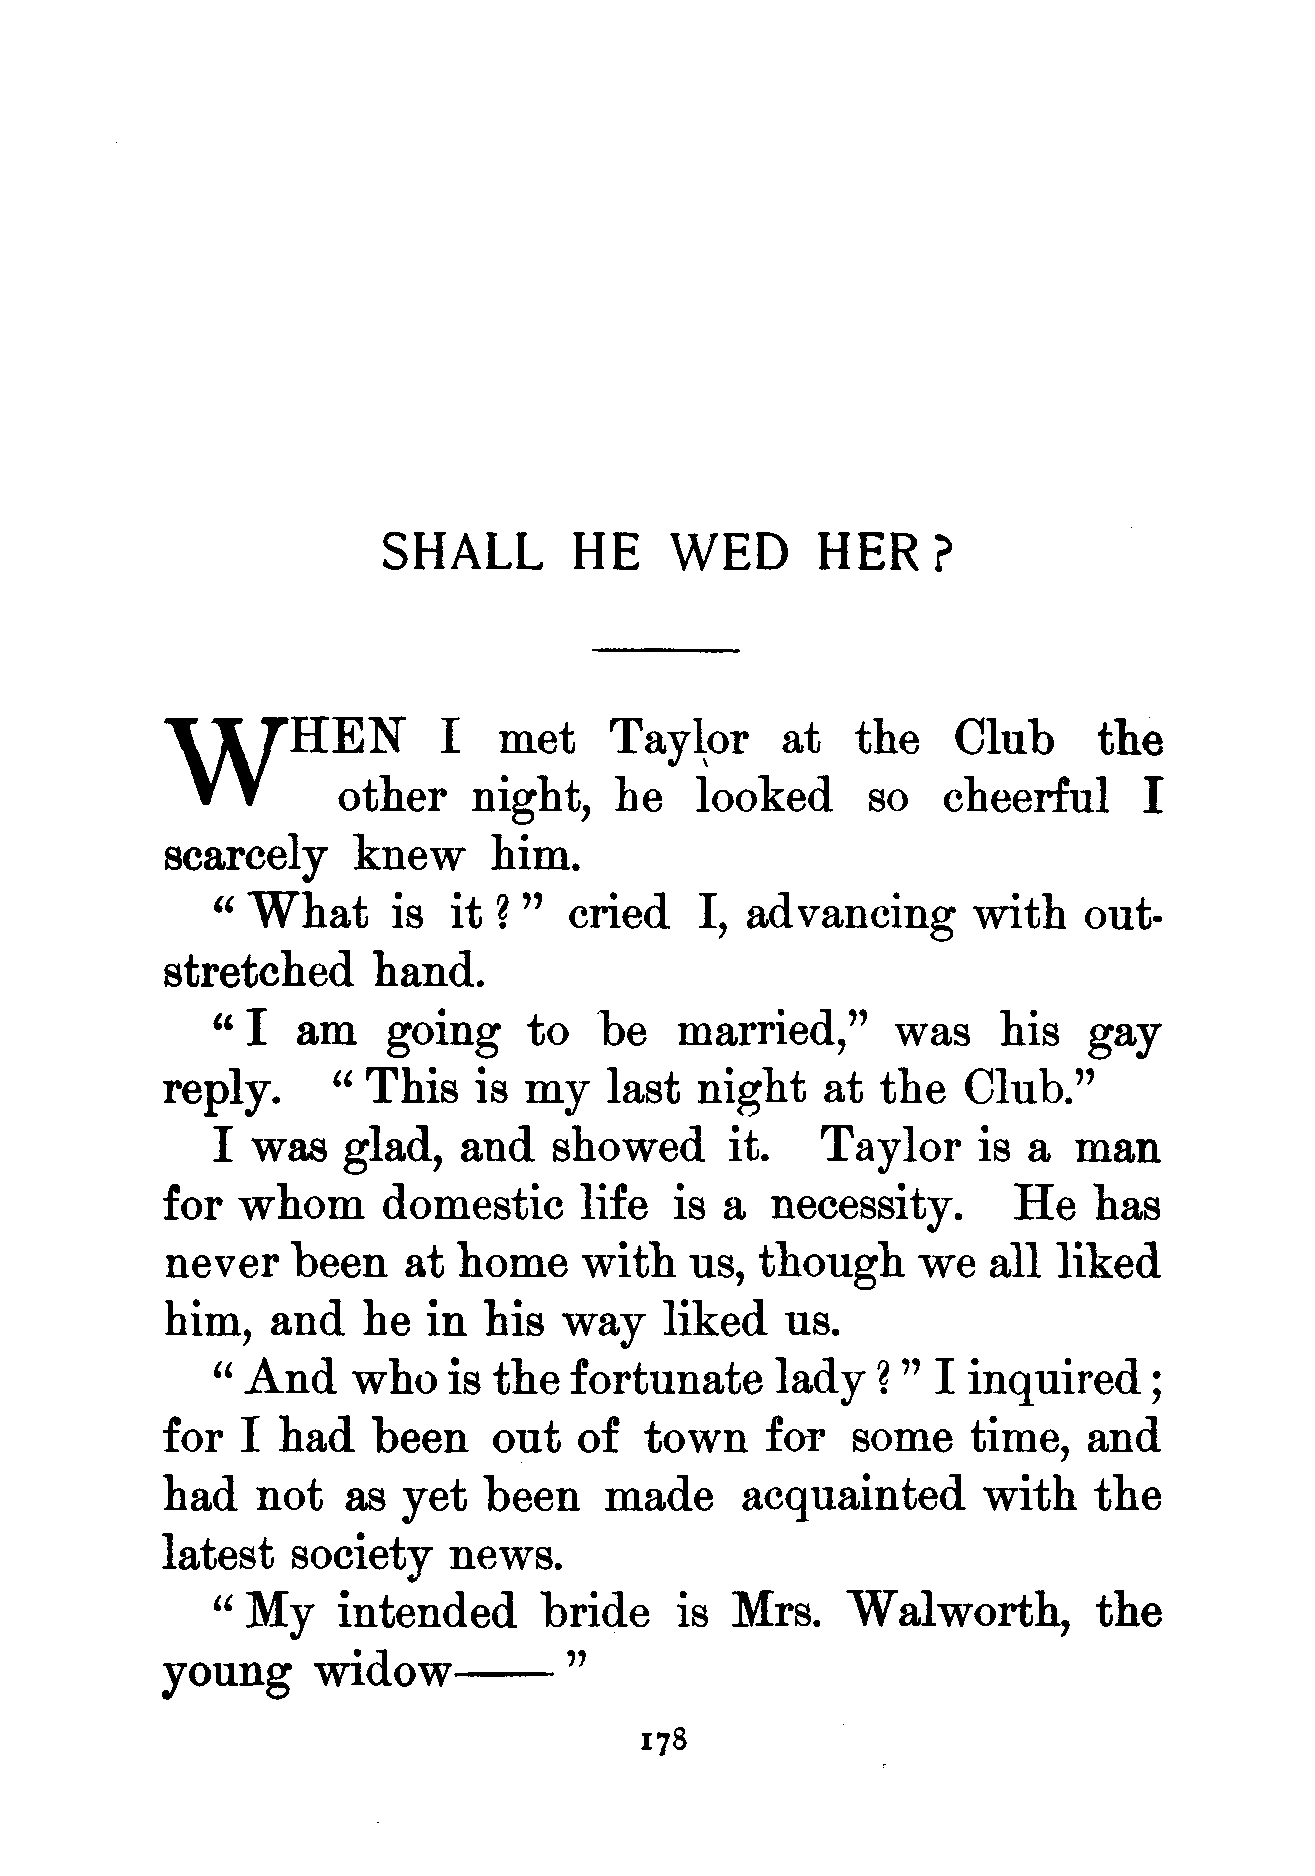 SHALL HE WED HER?
WHEN I met Taylor at the Club the
other night, he looked so cheerful I
scarcely knew him.
“What is it?” cried I, advancing with out-
stretched hand.
“I am going to be married,” was his gay
reply. “This is my last night at the Club.”
I was glad, and showed it. Taylor is a man
for whom domestic life is a necessity. He has
never been at home with us, though we all liked
him, and he in his way liked us.
“And who is the fortunate lady?” I inquired;
for I had been out of town for some time, and
had not as yet been made acquainted with the
latest society news.
“My intended bride is Mrs. Walworth, the
young widow——”
178